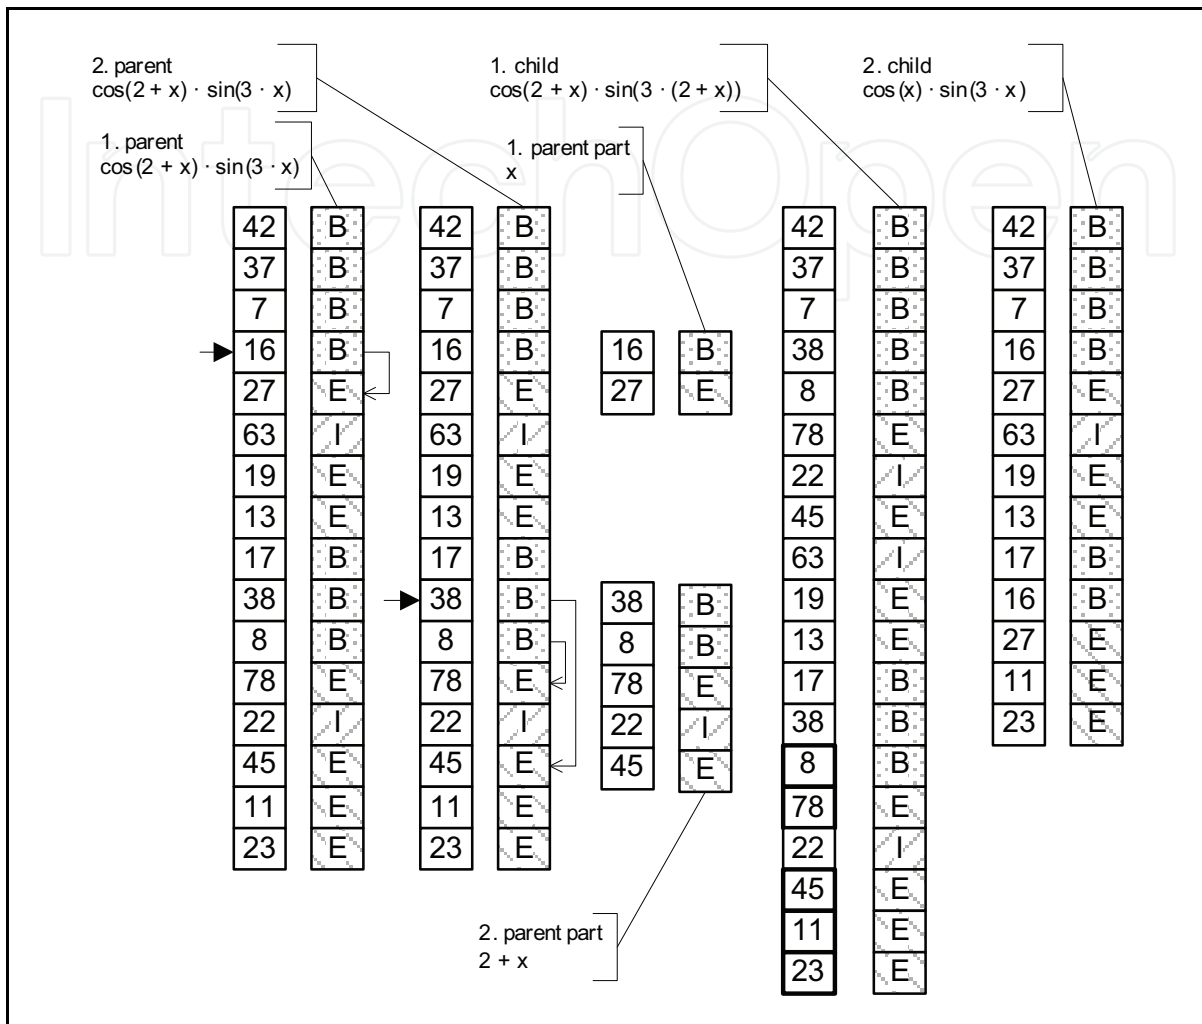 2. parent
cos(2 + x) · sin(3 · x)
1. child
cos(2 + x) · sin(3 · (2 + x))
2. child
cos(x) · sin(3 · x)
1. parent
cos(2 + x) · sin(3 · x)
1. parent part
x
IntechOpen
42 B 42 B 42 B 42 B
37 B 37 B 37 B 37 B
7 B 7 B 7 B 7 B
16 B 16 B 16 B 38 B 16 B
27 E 27 E 27 E 8 B 27 E
63 I 63 I 78 E 63 I
19 E 19 E 22 I 19 E
13 E 13 E 45 E 13 E
17 B 17 B 63 I 17 B
38 B 38 B 38 B 19 E 16 B
8 B 8 B 8 B 13 E 27 E
78 E 78 E 78 E 17 B 11 E
22 I 22 I 22 I 38 B 23 E
45 E 45 E 45 E 8 B
11 E 11 E 78 E
23 E 23 E 22 I
45 E
11 E
23 E
2. parent part
2 + x